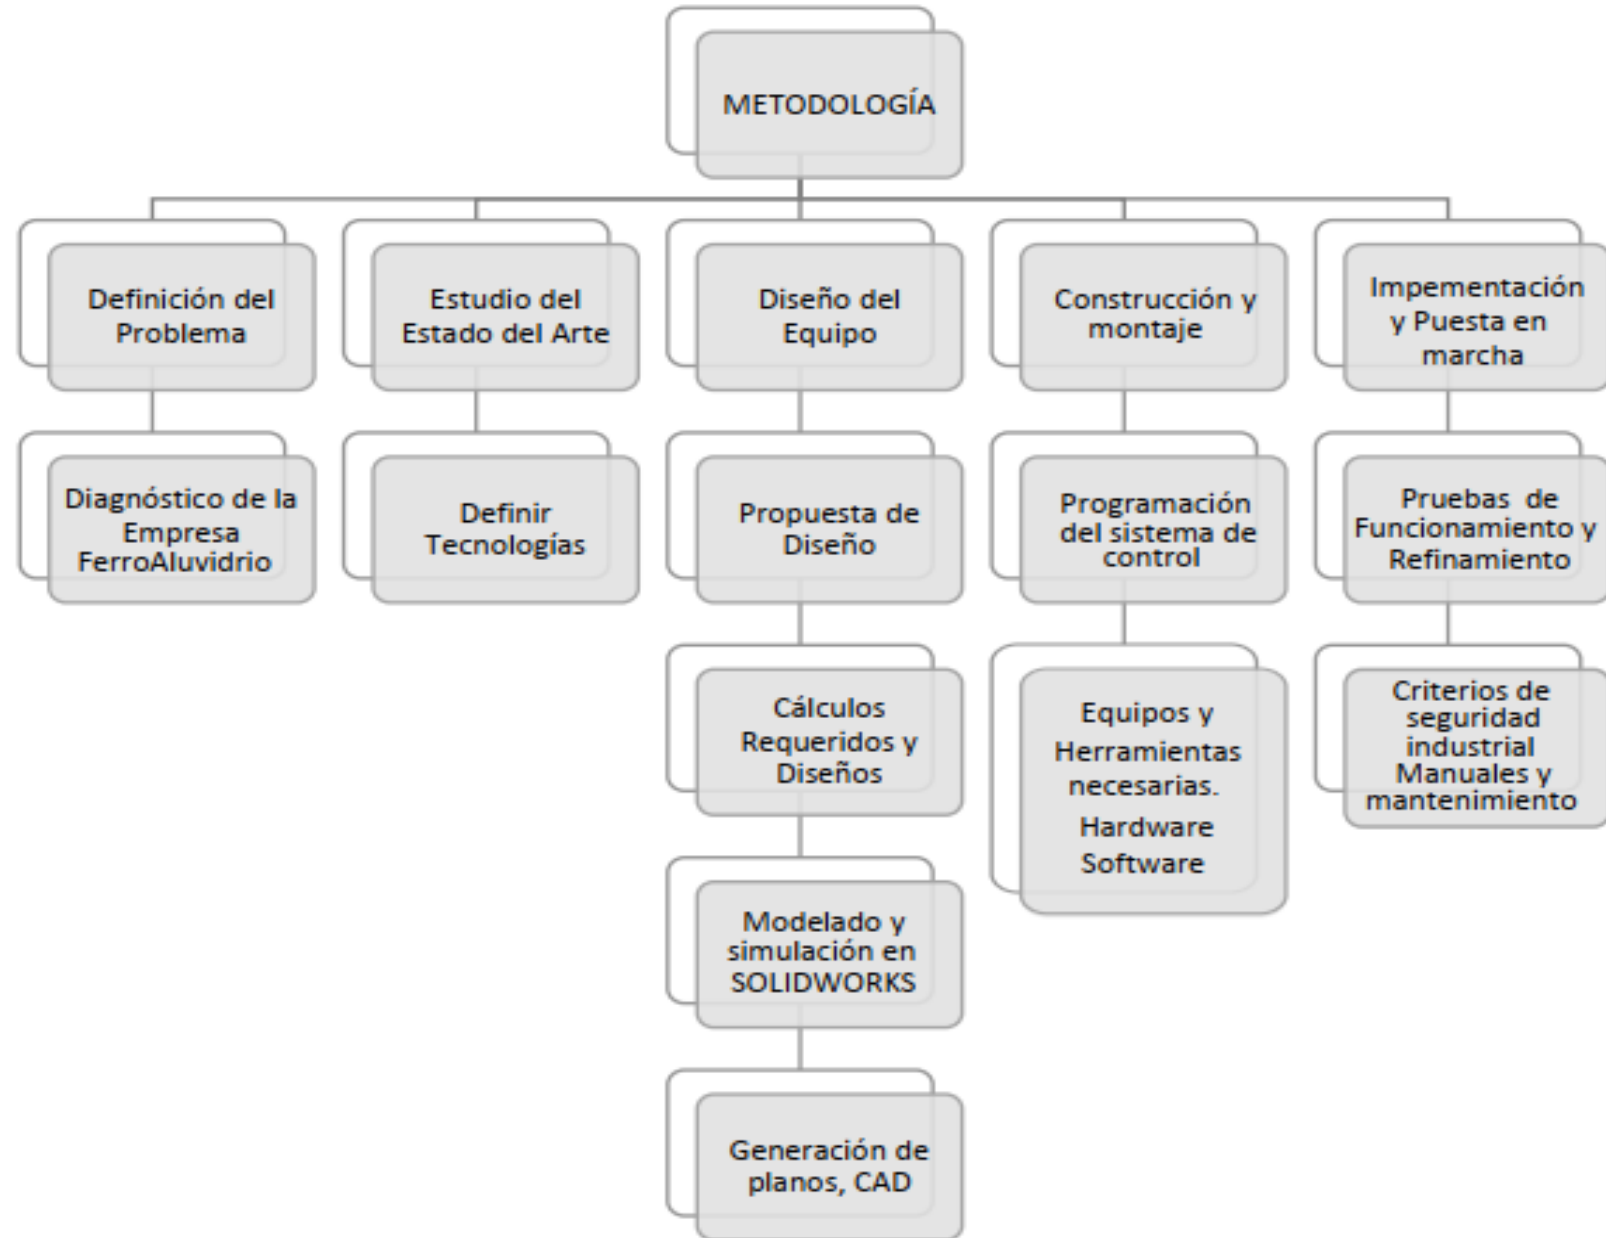 METODOLOGÍA
Definición del
Problema
Estudio del
Estado del Arte
Diseño del
Equipo
Construcción y
montaje
Impementación
y Puesta en
marcha
Diagnóstico de la
Empresa
FerroAluvidrio
Definir
Tecnologías
Propuesta de
Diseño
Programación
del sistema de
control
Pruebas de
Funcionamiento y
Refinamiento
Cálculos
Requeridos y
Diseños
Equipos y
Herramientas
necesarias.
Hardware
Software
Criterios de
seguridad
industrial
Manuales y
mantenimiento
Modelado y
simulación en
SOLIDWORKS
Generación de
planos, CAD